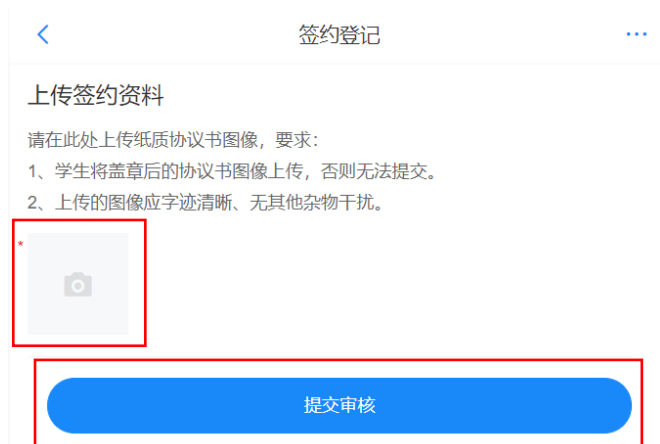 签约登记
上传签约资料
请在此处上传纸质协议书图像，要求：
1、学生将盖章后的协议书图像上传，否则无法提交。
2、上传的图像应字迹清晰、无其他杂物干扰。
*
提交审核